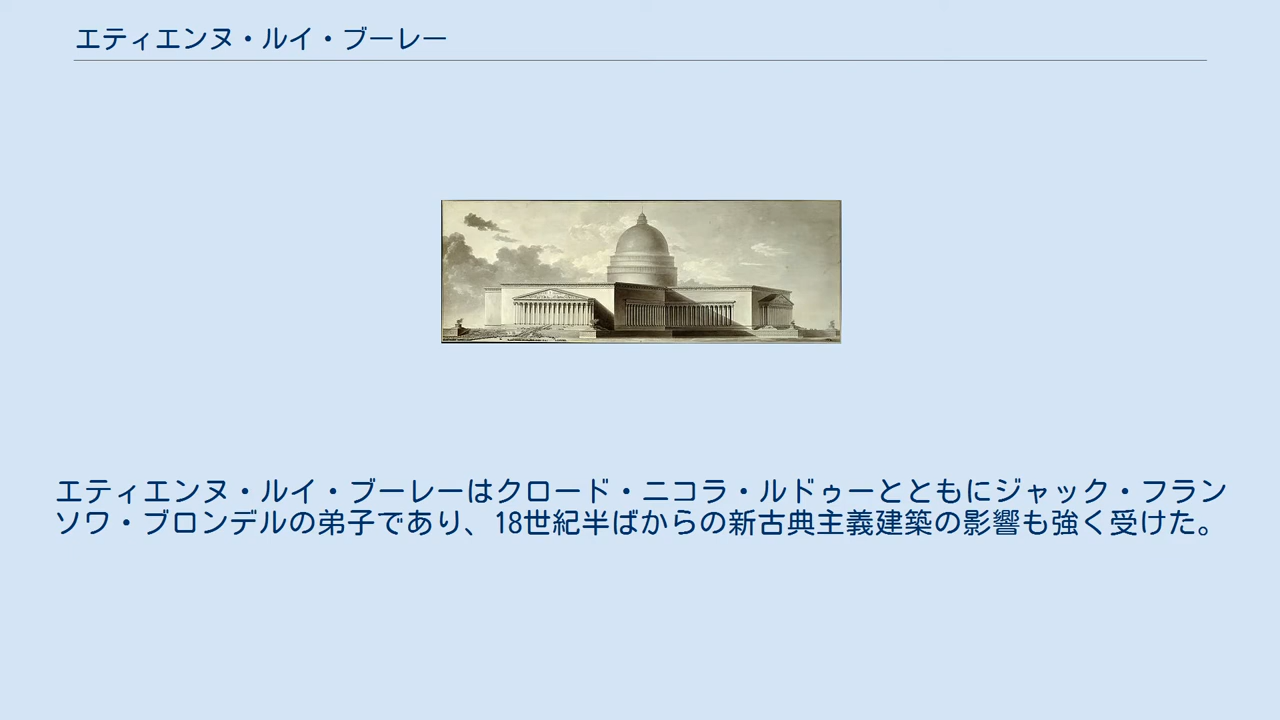 エティエンヌ・ルイ・ブーレー
エティエンヌ・ルイ・ブーレーはクロード・ニコラ・ルドゥーとともにジャック・フラン
ソワ・ブロンデルの弟子であり、18世紀半ばからの新古典主義建築の影響も強く受けた。